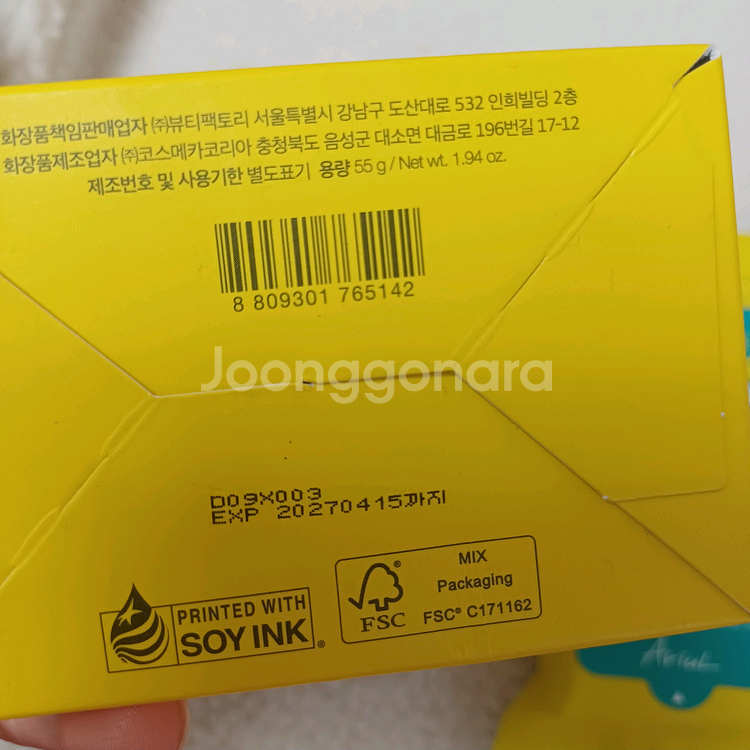 화장품책임판매업자 ㈜뷰티팩토리 서울특별시 강남구 도산대로 532 인희빌딩 2층
화장품제조업자 ㈜코스메카코리아 충청북도 음성군 대소면 대금로 196번길 17-12
제조번호 및 사용기한 별도표기 용량 55 g / Net wt. 1.94 oz.
8 809301 765142
Joonggonara
D09X003
EXP 20270415까지
PRINTED WITH
SOY INK®
FSC
MIX
Packaging
FSC® C171162